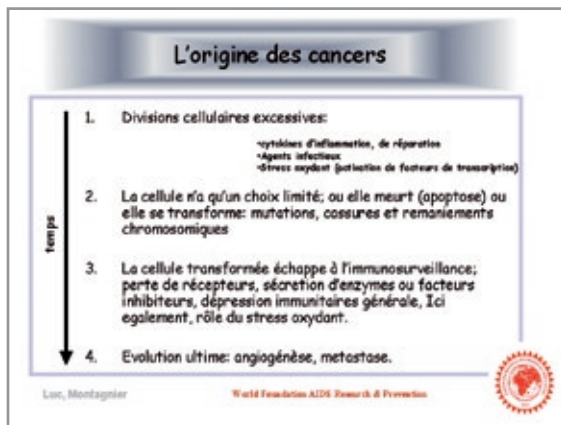 L'origine des cancers
temps
1. Divisions cellulaires excessives:
•cytokines d'inflammation, de réparation
•Agents infectieux
•Stress oxydant (activation de facteurs de transcription)
2. La cellule n'a qu'un choix limité; ou elle meurt (apoptose) ou
elle se transforme: mutations, cassures et remaniements
chromosomiques
3. La cellule transformée échappe à l'immunosurveillance;
perte de récepteurs, sécretion d'enzymes ou facteurs
inhibiteurs, dépression immunitaires générale, Ici
egalement, rôle du stress oxydant.
4. Evolution ultime: angiogénèse, metastase.
Luc, Montagnier
World Foundation AIDS Research & Prevention